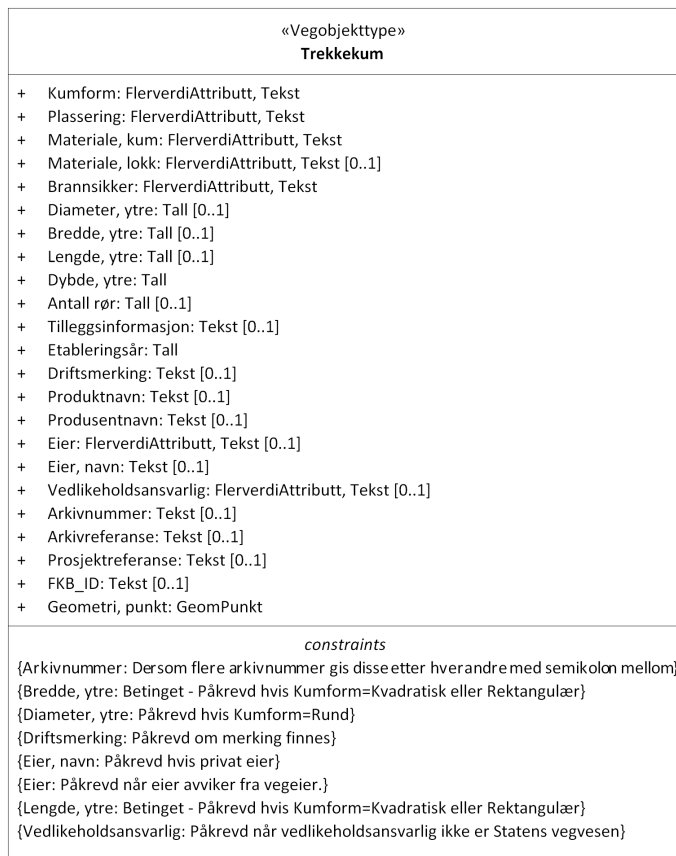 «Vegobjekttype»
Trekkekum
+ Kumform: FlerverdiAttributt, Tekst
+ Plassering: FlerverdiAttributt, Tekst
+ Materiale, kum: FlerverdiAttributt, Tekst
+ Materiale, lokk: FlerverdiAttributt, Tekst [0..1]
+ Brannsikker: FlerverdiAttributt, Tekst
+ Diameter, ytre: Tall [0..1]
+ Bredde, ytre: Tall [0..1]
+ Lengde, ytre: Tall [0..1]
+ Dybde, ytre: Tall
+ Antall rør: Tall [0..1]
+ Tilleggsinformasjon: Tekst [0..1]
+ Etableringsår: Tall
+ Driftsmerking: Tekst [0..1]
+ Produktnavn: Tekst [0..1]
+ Produsentnavn: Tekst [0..1]
+ Eier: FlerverdiAttributt, Tekst [0..1]
+ Eier, navn: Tekst [0..1]
+ Vedlikeholdsansvarlig: FlerverdiAttributt, Tekst [0..1]
+ Arkivnummer: Tekst [0..1]
+ Arkivreferanse: Tekst [0..1]
+ Prosjektreferanse: Tekst [0..1]
+ FKB_ID: Tekst [0..1]
+ Geometri, punkt: GeomPunkt
constraints
{Arkivnummer: Dersom flere arkivnummer gis disse etter hverandre med semikolon mellom}
{Bredde, ytre: Betinget - Påkrevd hvis Kumform=Kvadratisk eller Rektangulær}
{Diameter, ytre: Påkrevd hvis Kumform=Rund}
{Driftsmerking: Påkrevd om merking finnes}
{Eier, navn: Påkrevd hvis privat eier}
{Eier: Påkrevd når eier avviker fra vegeier.}
{Lengde, ytre: Betinget - Påkrevd hvis Kumform=Kvadratisk eller Rektangulær}
{Vedlikeholdsansvarlig: Påkrevd når vedlikeholdsansvarlig ikke er Statens vegvesen}